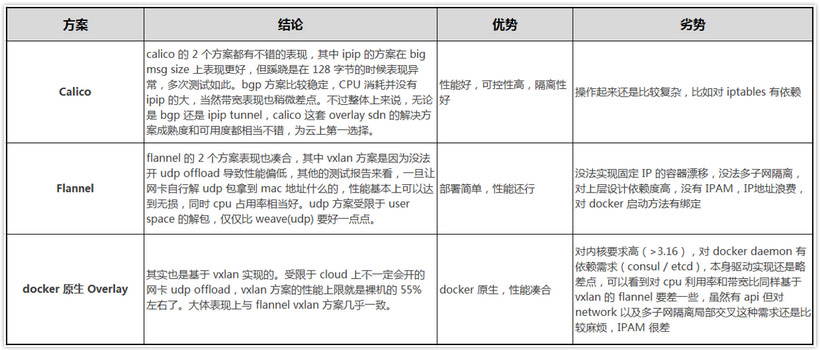 方案
结论
优势
劣势
Calico
calico 的 2 个方案都有不错的表现，其中 ipip 的方案在 big
msg size 上表现更好，但蹊跷是在 128 字节的时候表现异
常，多次测试如此。bgp 方案比较稳定，CPU 消耗并没有
ipip 的大，当然带宽表现也稍微差点。不过整体上来说，无论
是 bgp 还是 ipip tunnel，calico 这套 overlay sdn 的解决方
案成熟度和可用度都相当不错，为云上第一选择。
性能好，可控性高，隔离性
好
操作起来还是比较复杂，比如对 iptables 有依赖
Flannel
flannel 的 2 个方案表现也凑合，其中 vxlan 方案是因为没法
开 udp offload 导致性能偏低，其他的测试报告来看，一旦让
网卡自行解 udp 包拿到 mac 地址什么的，性能基本上可以达
到无损，同时 cpu 占用率相当好。udp 方案受限于 user
space 的解包，仅仅比 weave(udp) 要好一点点。
部署简单，性能还行
没法实现固定 IP 的容器漂移，没法多子网隔离，
对上层设计依赖度高，没有 IPAM，IP地址浪费，
对 docker 启动方法有绑定
docker 原生 Overlay
其实也是基于 vxlan 实现的。受限于 cloud 上不一定会开的
网卡 udp offload，vxlan 方案的性能上限就是裸机的 55%
左右了。大体表现上与 flannel vxlan 方案几乎一致。
docker 原生，性能凑合
对内核要求高（>3.16），对 docker daemon 有
依赖需求 ( consul / etcd )，本身驱动实现还是略
差点，可以看到对 cpu 利用率和带宽比同样基于
vxlan 的 flannel 要差一些，虽然有 api 但对
network 以及多子网隔离局部交叉这种需求还是比
较麻烦，IPAM 很差